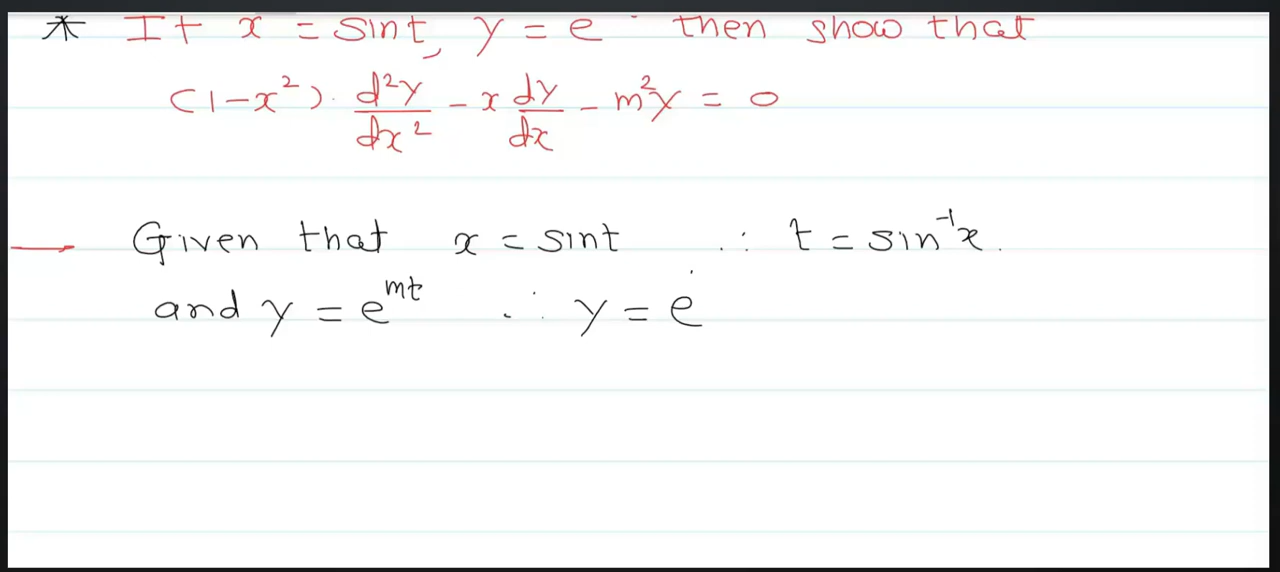 * If x = sint, y = e then show that
(1-x²). d²y/dx² - x dy/dx - m²y = 0
— Given that x = sint ∴ t = sin⁻¹x.
and y = e^mt ∴ y = e